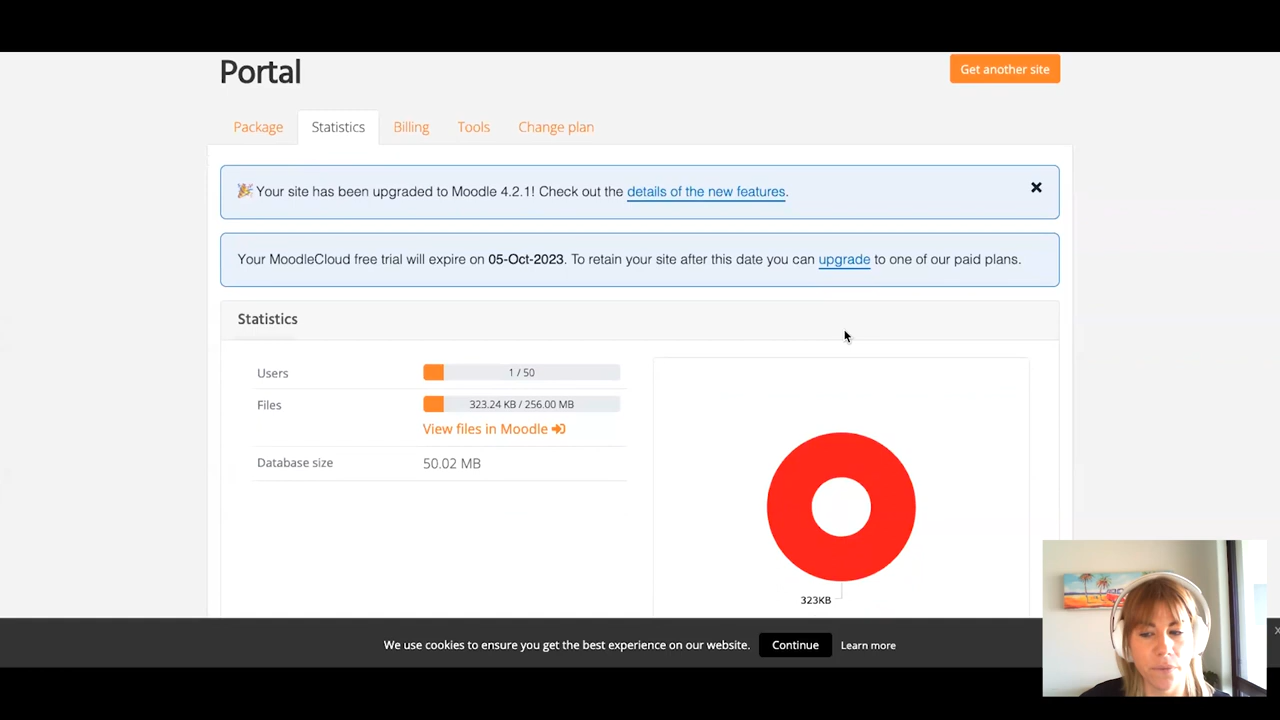 Portal
Get another site
Package
Statistics
Billing
Tools
Change plan
🎉 Your site has been upgraded to Moodle 4.2.1! Check out the details of the new features.
Your MoodleCloud free trial will expire on 05-Oct-2023. To retain your site after this date you can upgrade to one of our paid plans.
Statistics
Users
1 / 50
Files
323.24 KB / 256.00 MB
View files in Moodle
Database size
50.02 MB
323KB
We use cookies to ensure you get the best experience on our website.
Continue
Learn more